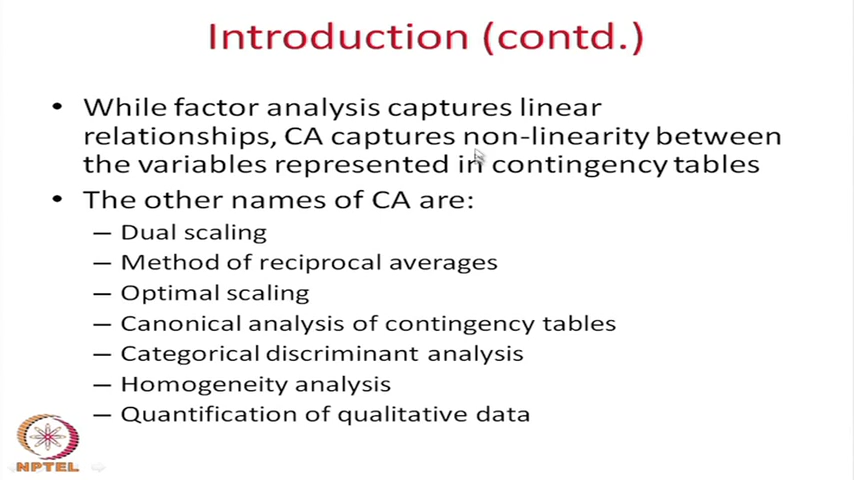 Introduction (contd.)
• While factor analysis captures linear
relationships, CA captures non-linearity between
the variables represented in contingency tables
• The other names of CA are:
– Dual scaling
– Method of reciprocal averages
– Optimal scaling
– Canonical analysis of contingency tables
– Categorical discriminant analysis
– Homogeneity analysis
– Quantification of qualitative data
NPTEL